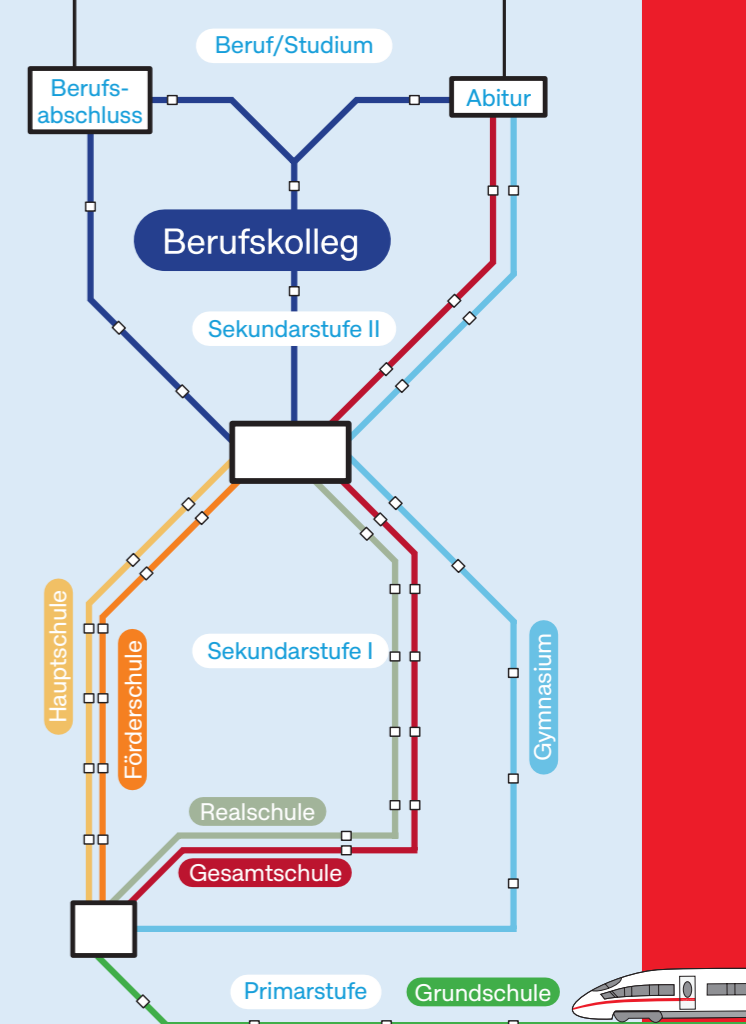 Beruf/Studium
Berufs-
abschluss
Abitur
Berufskolleg
Sekundarstufe II
Hauptschule
Förderschule
Sekundarstufe I
Gymnasium
Realschule
Gesamtschule
Primarstufe
Grundschule